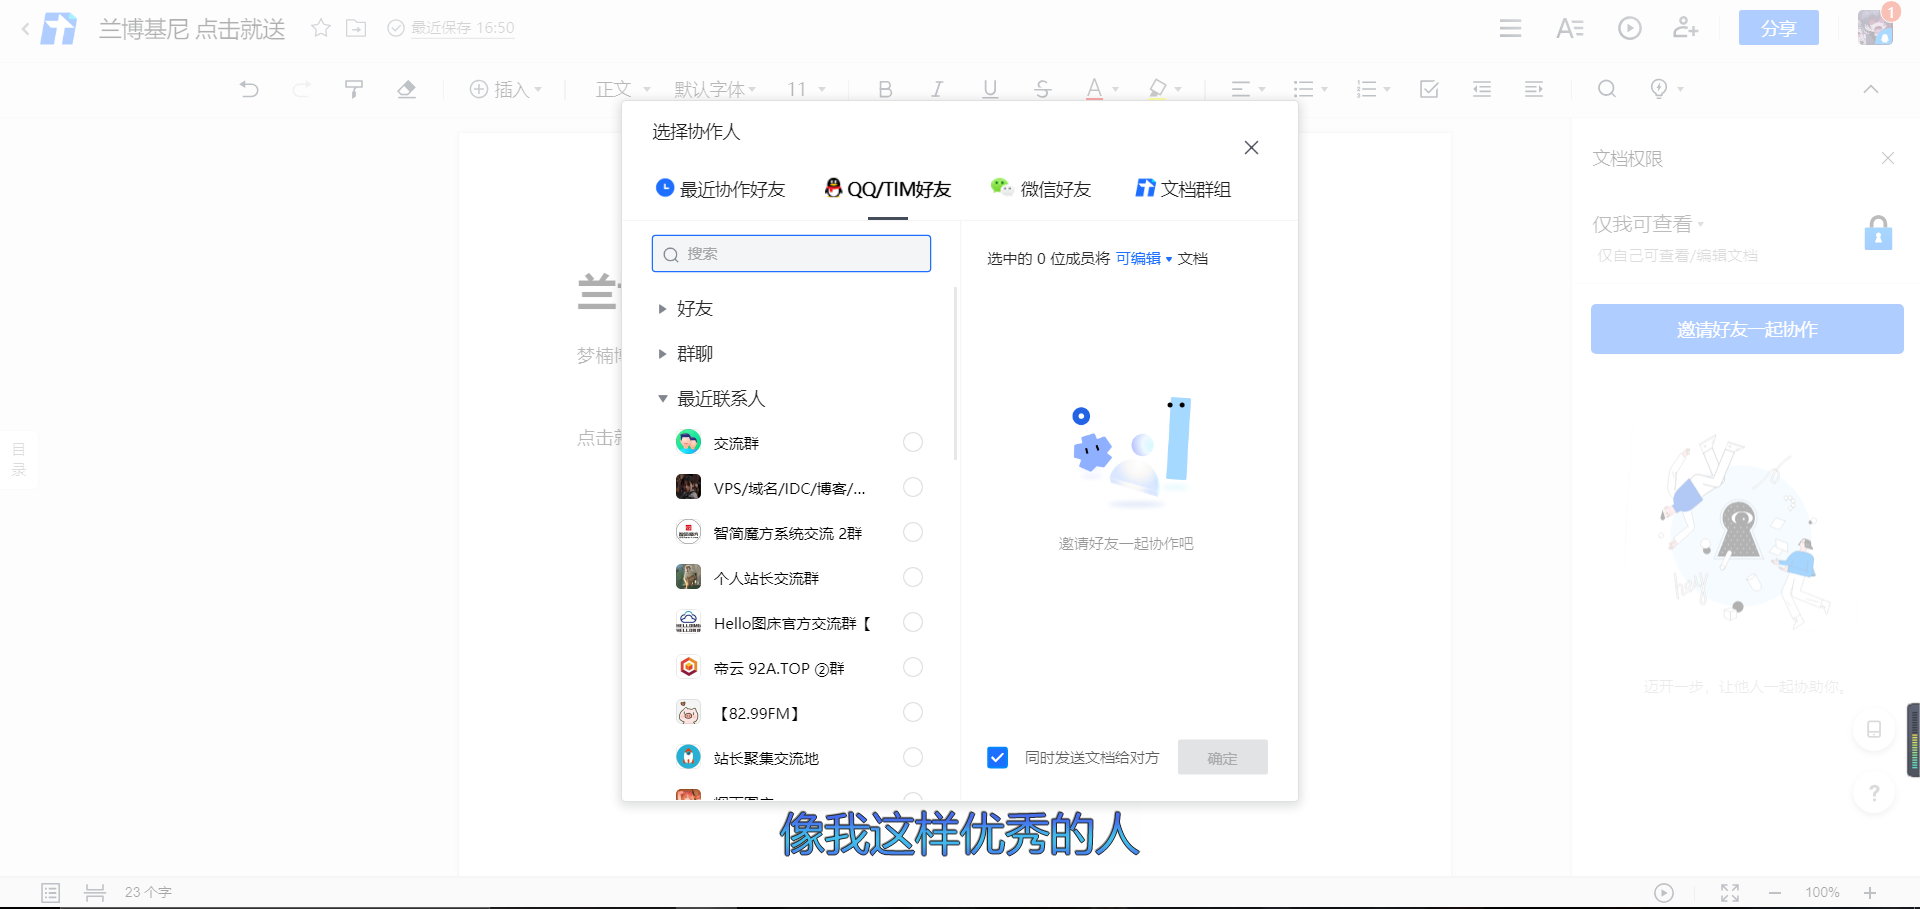 兰博基尼 点击就送
最近保存 16:50
分享
1
插入
正文
默认字体
11
选择协作人
最近协作好友
QQ/TIM好友
微信好友
文档群组
搜索
好友
群聊
最近联系人
交流群
VPS/域名/IDC/博客/...
智简魔方系统交流 2群
个人站长交流群
Hello图床官方交流群【
帝云 92A.TOP ②群
【82.99FM】
站长聚集交流地
选中的 0 位成员将 可编辑 文档
邀请好友一起协作吧
同时发送文档给对方
确定
兰
梦楠
点击
目录
文档权限
仅我可查看
仅自己可查看/编辑文档
邀请好友一起协作
迈开一步，让他人一起协助你。
像我这样优秀的人
23 个字
100%